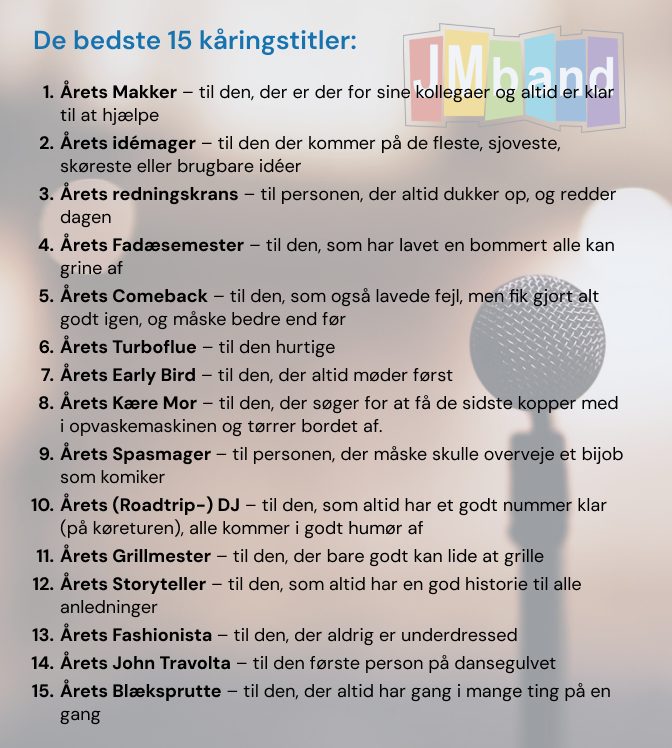 De bedste 15 kåringstitler:
JMband
1. Årets Makker – til den, der er der for sine kollegaer og altid er klar
til at hjælpe
2. Årets idémager – til den der kommer på de fleste, sjoveste,
skøreste eller brugbare idéer
3. Årets redningskrans – til personen, der altid dukker op, og redder
dagen
4. Årets Fadæsemester – til den, som har lavet en bommert alle kan
grine af
5. Årets Comeback – til den, som også lavede fejl, men fik gjort alt
godt igen, og måske bedre end før
6. Årets Turboflue – til den hurtige
7. Årets Early Bird – til den, der altid møder først
8. Årets Kære Mor – til den, der søger for at få de sidste kopper med
i opvaskemaskinen og tørrer bordet af.
9. Årets Spasmager – til personen, der måske skulle overveje et bijob
som komiker
10. Årets (Roadtrip-) DJ – til den, som altid har et godt nummer klar
(på køreturen), alle kommer i godt humør af
11. Årets Grillmester – til den, der bare godt kan lide at grille
12. Årets Storyteller – til den, som altid har en god historie til alle
anledninger
13. Årets Fashionista – til den, der aldrig er underdressed
14. Årets John Travolta – til den første person på dansegulvet
15. Årets Blæksprutte – til den, der altid har gang i mange ting på en
gang